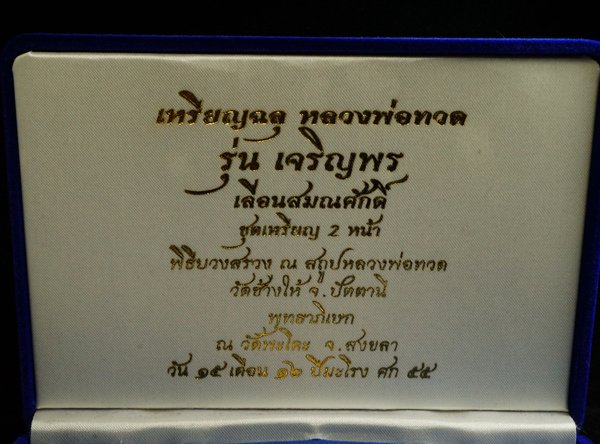 เหรียญฉลุ หลวงพ่อทวด
รุ่น เจริญพร
เลื่อนสมณศักดิ์
ชุดเหรียญ 2 หน้า
พิธีบวงสรวง ณ สถูปหลวงพ่อทวด
วัดช้างให้ จ.ปัตตานี
พุทธาภิเษก
ณ วัดพะโคะ จ.สงขลา
วัน ๑๕ เดือน ๑๒ ปีมะโรง ศก ๕๕